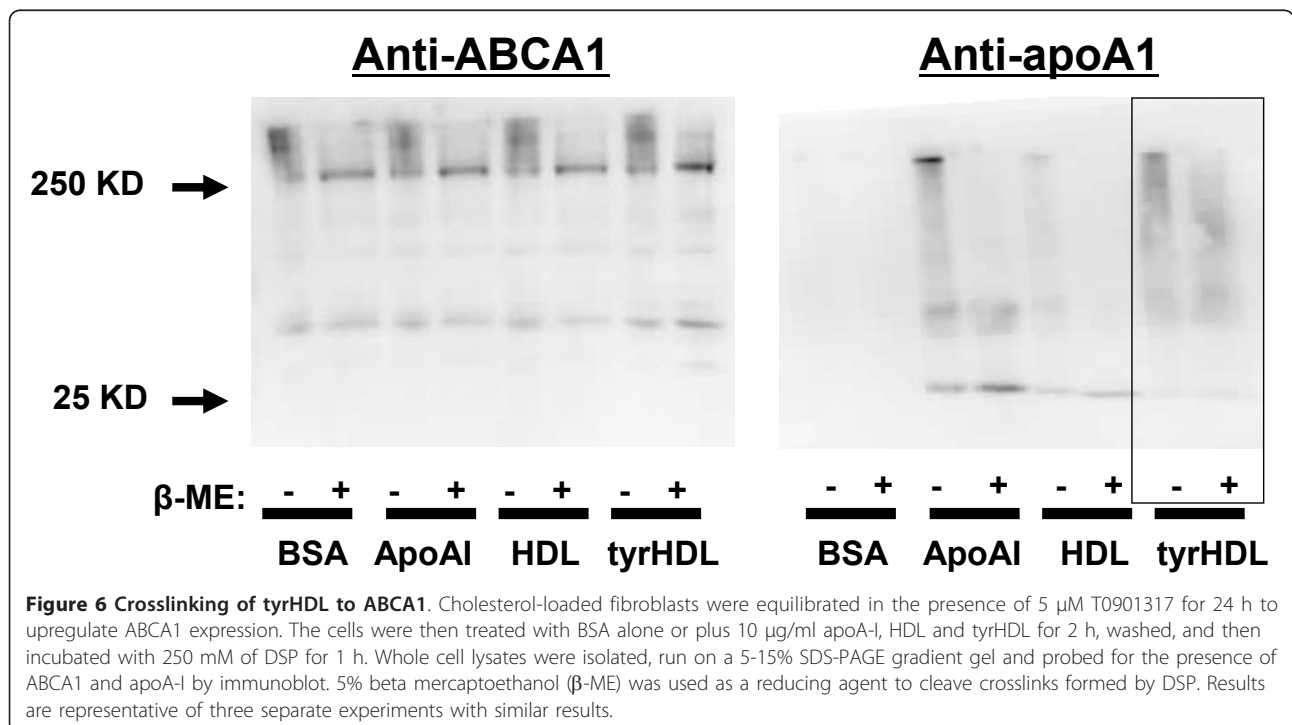 Anti-ABCA1 Anti-apoA1
250 KD
25 KD
β-ME: - + - + - + - + - + - + - + - +
BSA ApoAI HDL tyrHDL BSA ApoAI HDL tyrHDL
Figure 6 Crosslinking of tyrHDL to ABCA1. Cholesterol-loaded fibroblasts were equilibrated in the presence of 5 μM T0901317 for 24 h to
upregulate ABCA1 expression. The cells were then treated with BSA alone or plus 10 μg/ml apoA-I, HDL and tyrHDL for 2 h, washed, and then
incubated with 250 mM of DSP for 1 h. Whole cell lysates were isolated, run on a 5-15% SDS-PAGE gradient gel and probed for the presence of
ABCA1 and apoA-I by immunoblot. 5% beta mercaptoethanol (β-ME) was used as a reducing agent to cleave crosslinks formed by DSP. Results
are representative of three separate experiments with similar results.